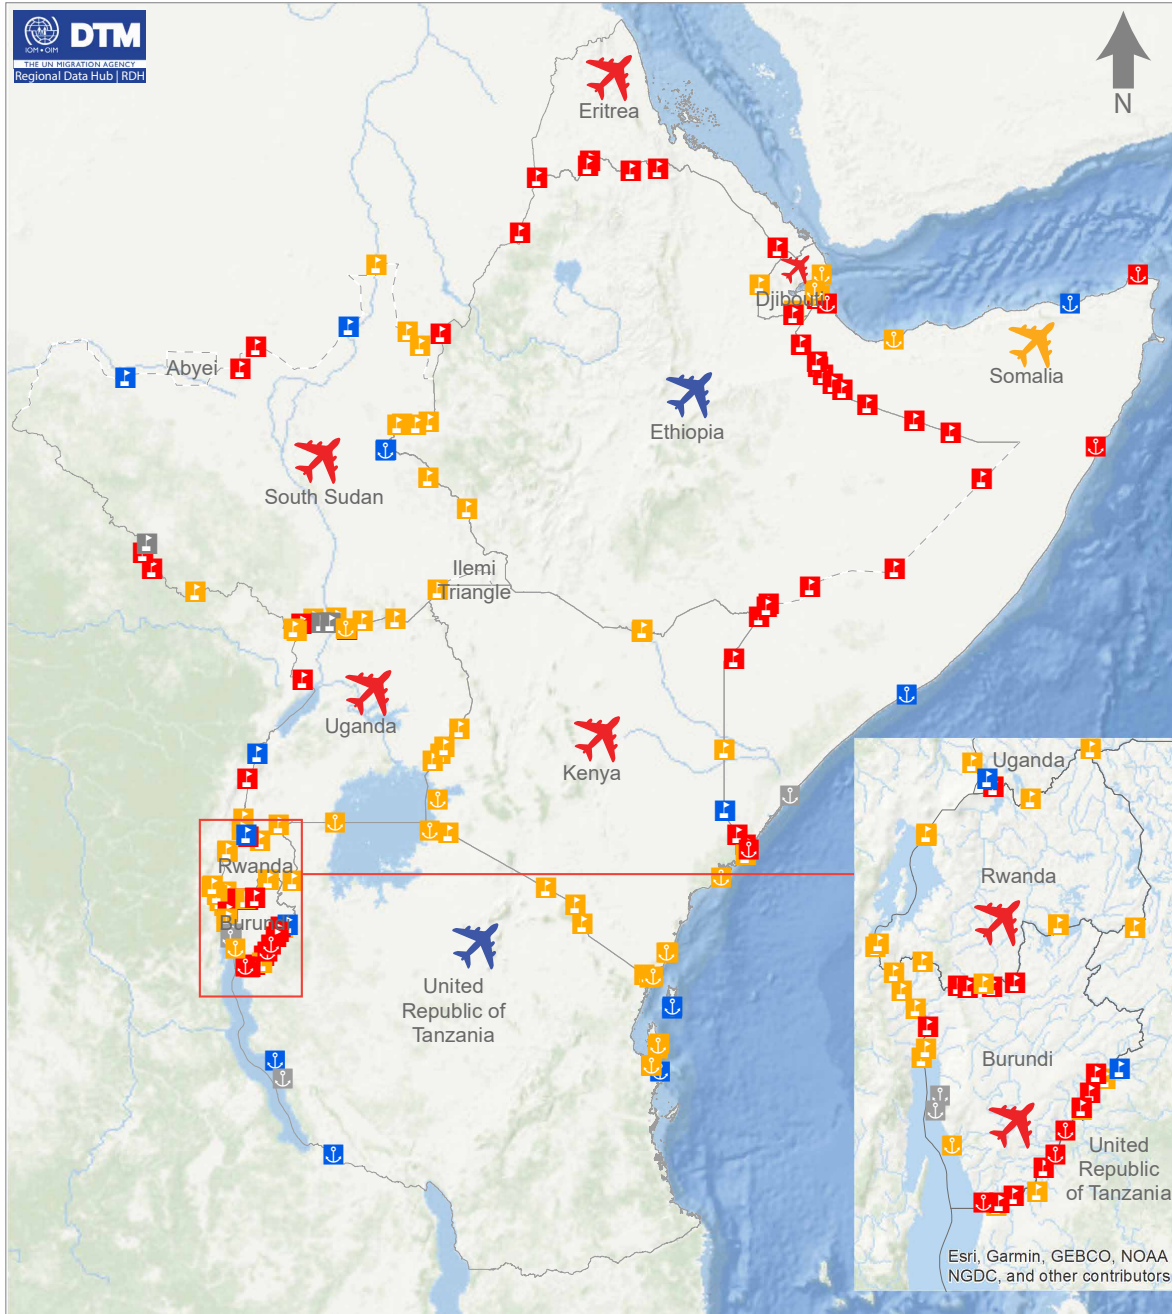 IOM • OIM
DTM
THE UN MIGRATION AGENCY
Regional Data Hub | RDH
N
Eritrea
Djibouti
Abyei
Somalia
Ethiopia
South Sudan
Ilemi
Triangle
Uganda
Kenya
Rwanda
Burundi
United
Republic of
Tanzania
Uganda
Rwanda
Burundi
United
Republic
of Tanzania
Esri, Garmin, GEBCO, NOAA
NGDC, and other contributors